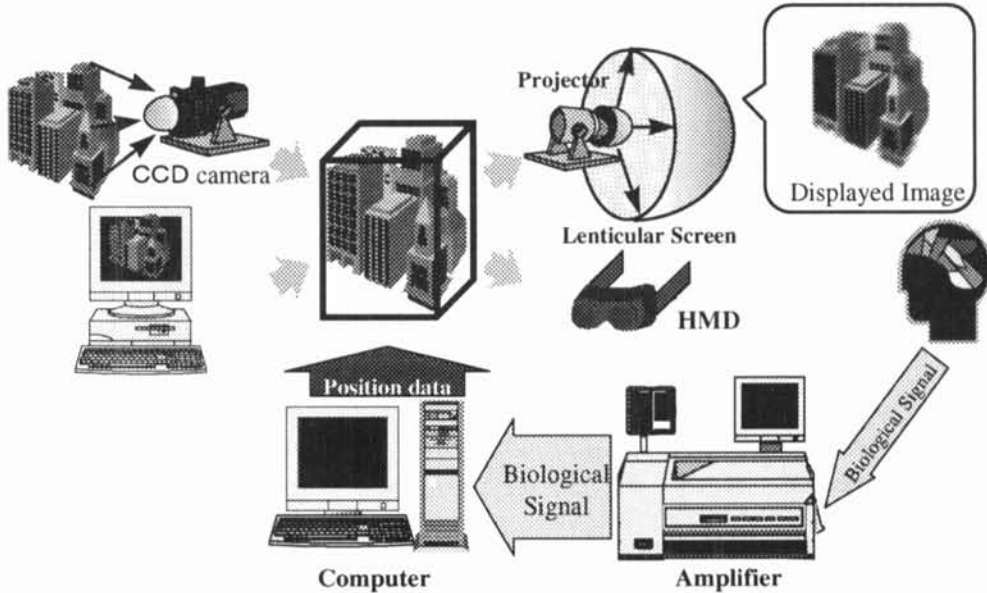 Projector
CCD camera
Displayed Image
Lenticular Screen
HMD
Position data
Biological Signal
Biological
Signal
Computer
Amplifier